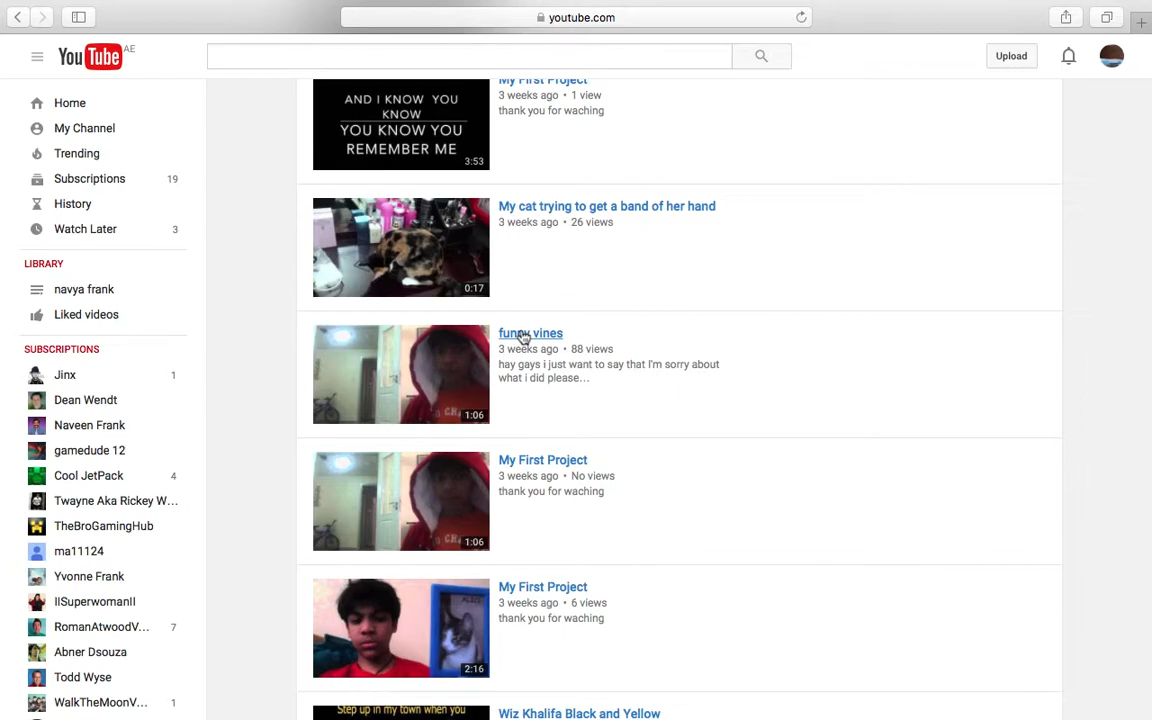 youtube.com
YouTube AE
Upload
Home
My Channel
Trending
Subscriptions 19
History
Watch Later 3
LIBRARY
navya frank
Liked videos
SUBSCRIPTIONS
Jinx 1
Dean Wendt
Naveen Frank
gamedude 12
Cool JetPack 4
Twayne Aka Rickey W...
TheBroGamingHub
ma11124
Yvonne Frank
IISuperwomanII
RomanAtwoodV... 7
Abner Dsouza
Todd Wyse
WalkTheMoonV... 1
AND I KNOW YOU
KNOW
YOU KNOW YOU
REMEMBER ME
3:53
My First Project
3 weeks ago • 1 view
thank you for waching
0:17
My cat trying to get a band of her hand
3 weeks ago • 26 views
1:06
funny vines
3 weeks ago • 88 views
hay gays i just want to say that I'm sorry about
what i did please...
1:06
My First Project
3 weeks ago • No views
thank you for waching
2:16
My First Project
3 weeks ago • 6 views
thank you for waching
Step up in my town when you
Wiz Khalifa Black and Yellow